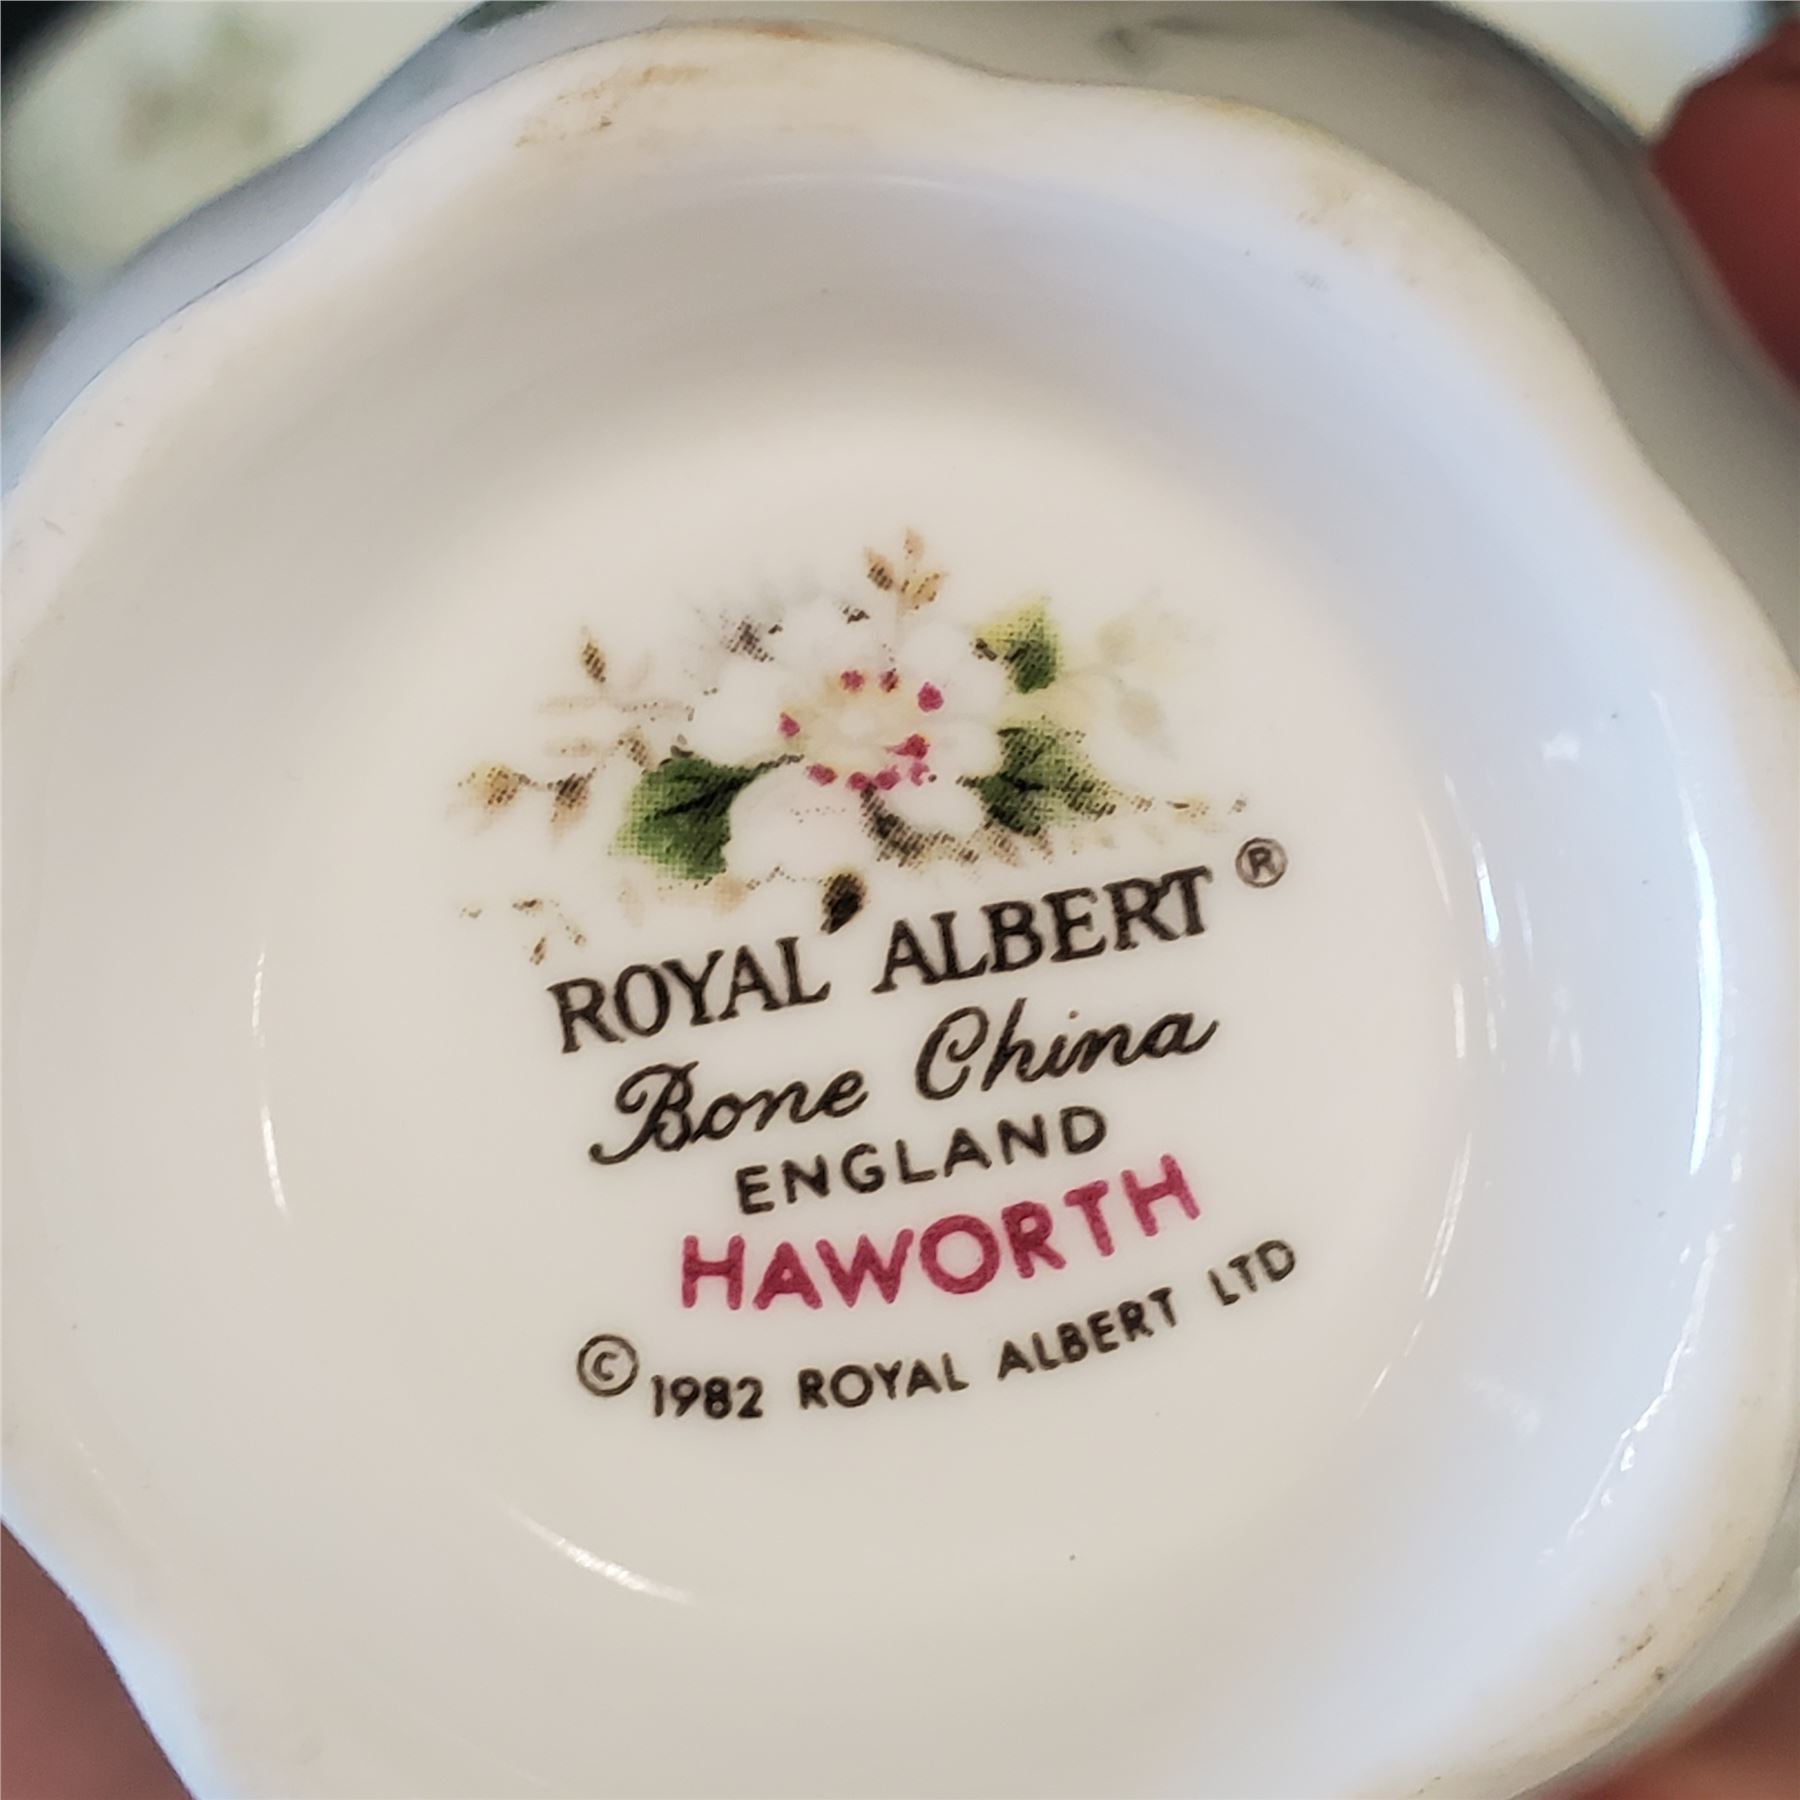 ROYAL ALBERT ®
Bone China
ENGLAND
HAWORTH
© 1982 ROYAL ALBERT LTD